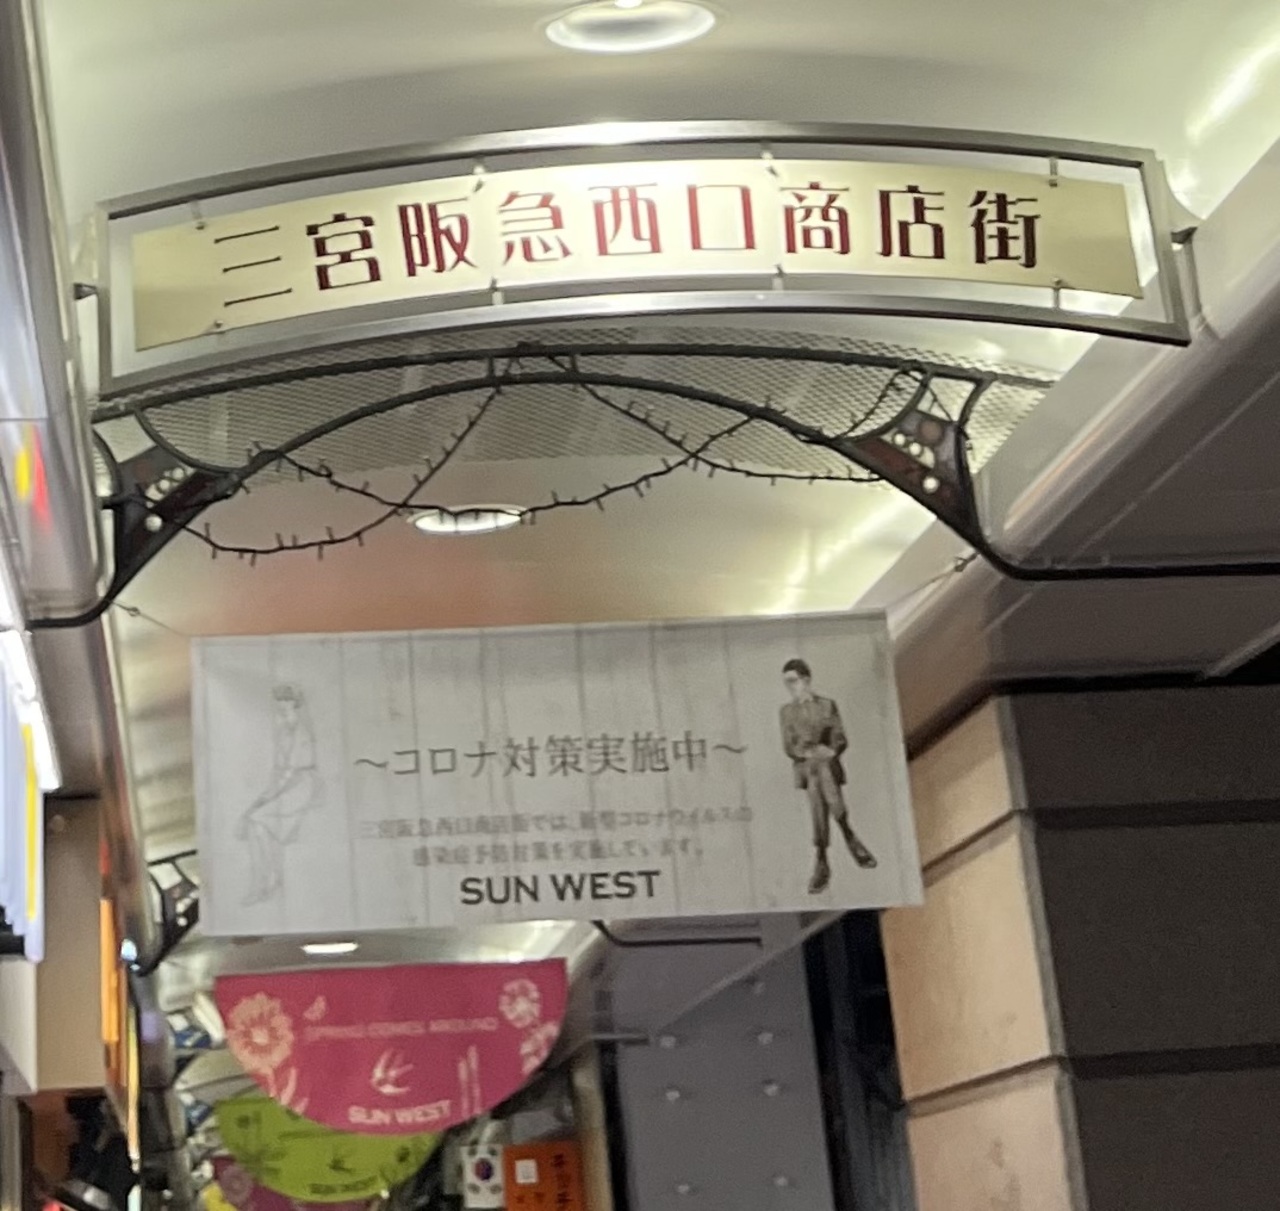 三宮阪急西口商店街
～コロナ対策実施中～
三宮阪急西口商店街では、新型コロナウイルスの
感染症予防対策を実施しています。
SUN WEST
SPRING COMES AROUND
SUN WEST
SUN WEST